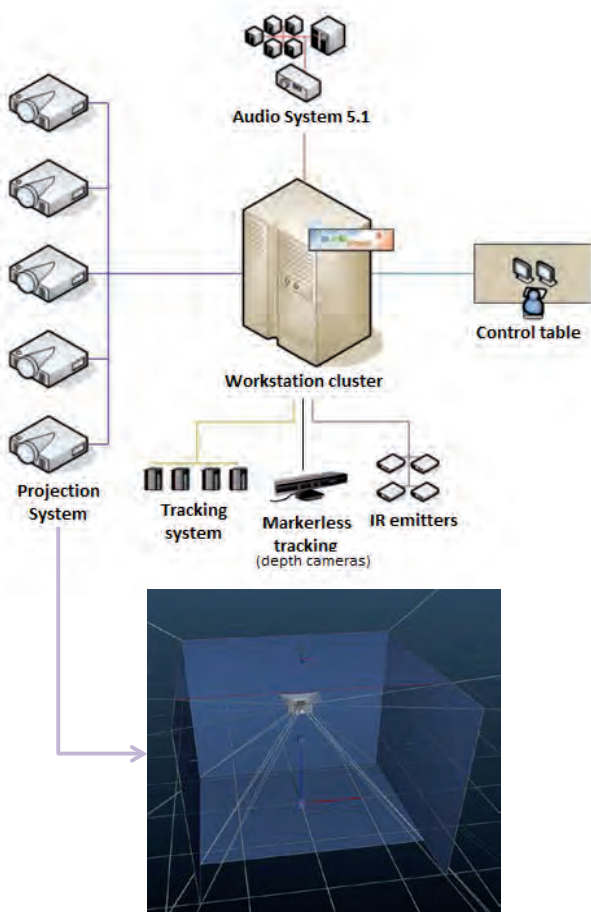 Audio System 5.1
Control table
Workstation cluster
Projection
System
Tracking
system
Markerless
tracking
(depth cameras)
IR emitters